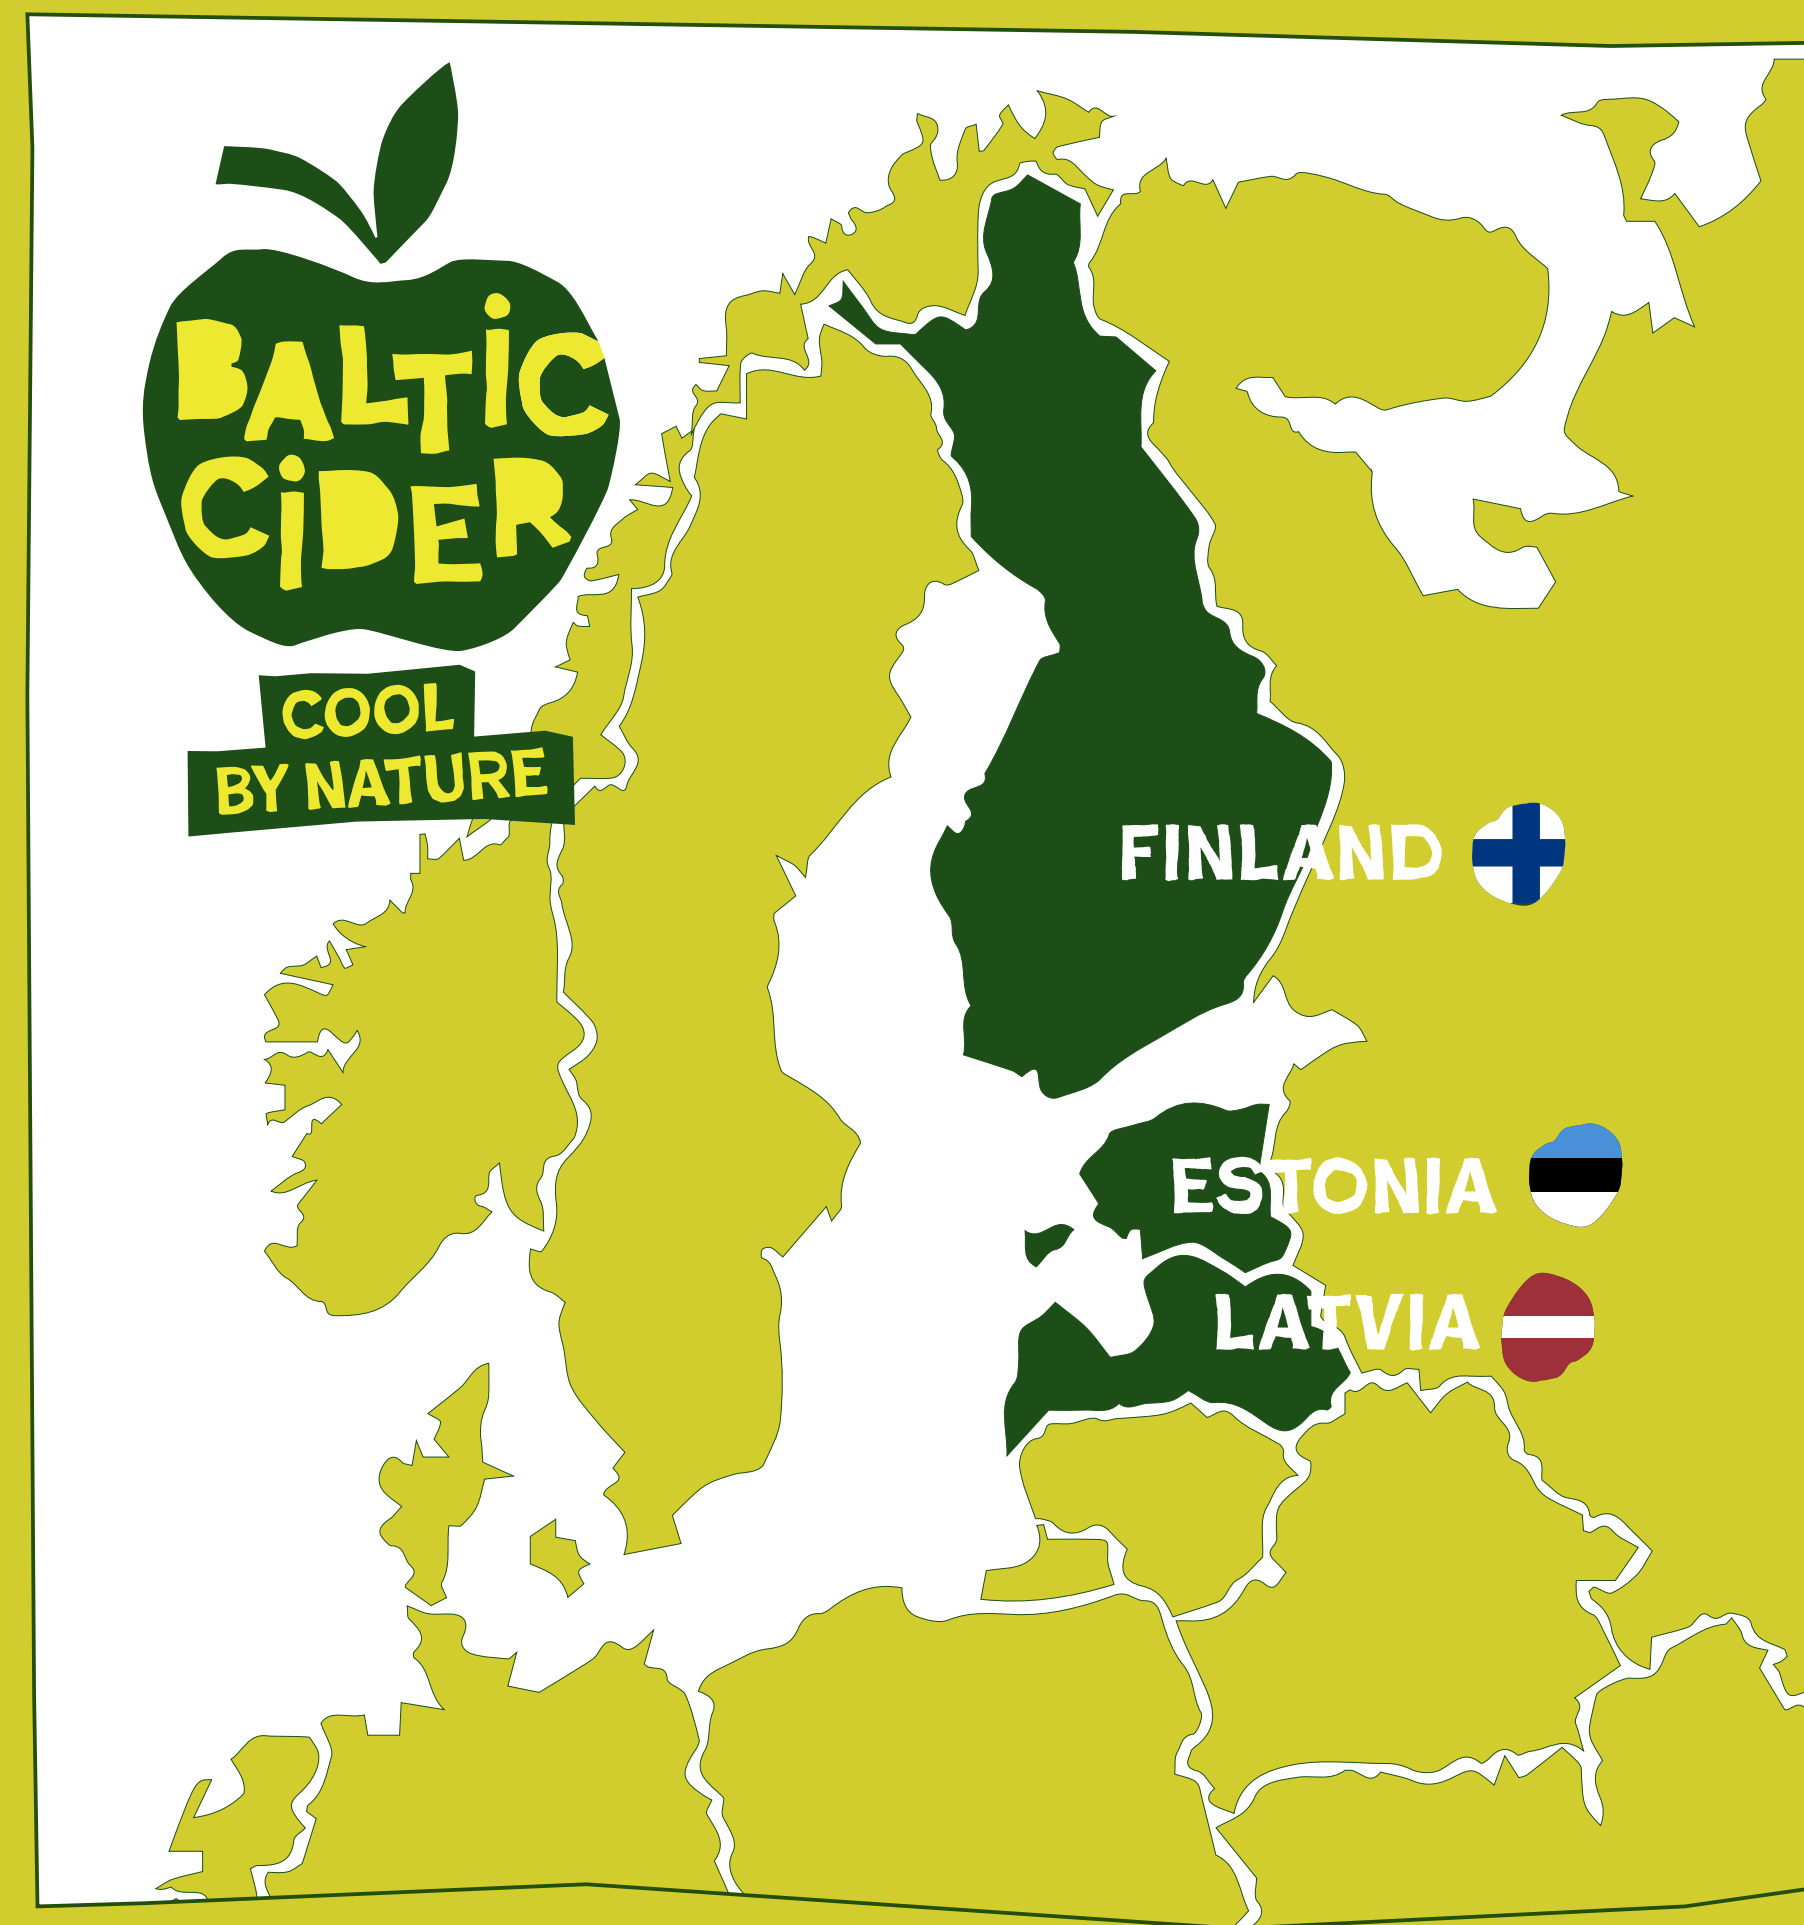 BALTIC
CIDER
COOL
BY NATURE
FINLAND
ESTONIA
LATVIA